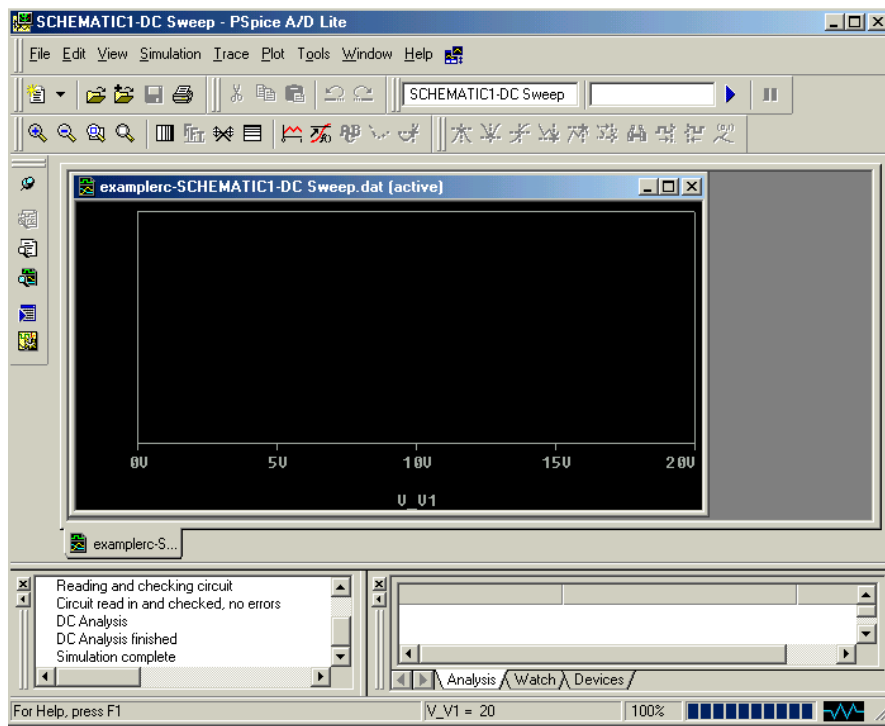 SCHEMATIC1-DC Sweep - PSpice A/D Lite
File Edit View Simulation Trace Plot Tools Window Help
SCHEMATIC1-DC Sweep
examplerc-SCHEMATIC1-DC Sweep.dat (active)
0V 5V 10V 15V 20V
V_V1
examplerc-S...
Reading and checking circuit
Circuit read in and checked, no errors
DC Analysis
DC Analysis finished
Simulation complete
Analysis Watch Devices
For Help, press F1 V_V1 = 20 100%